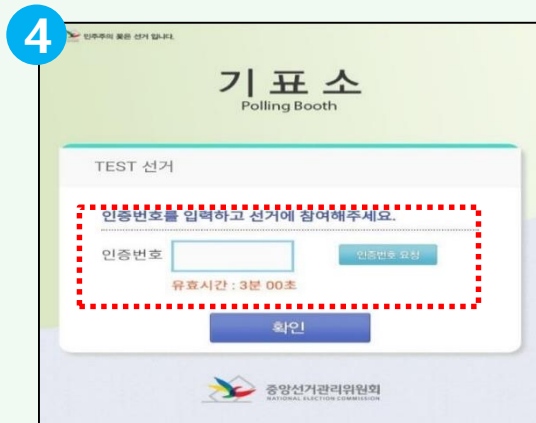 4
민주주의 꽃은 선거 입니다.
기표소
Polling Booth
TEST 선거
인증번호를 입력하고 선거에 참여해주세요.
인증번호
인증번호 요청
유효시간 : 3분 00초
확인
중앙선거관리위원회
NATIONAL ELECTION COMMISSION